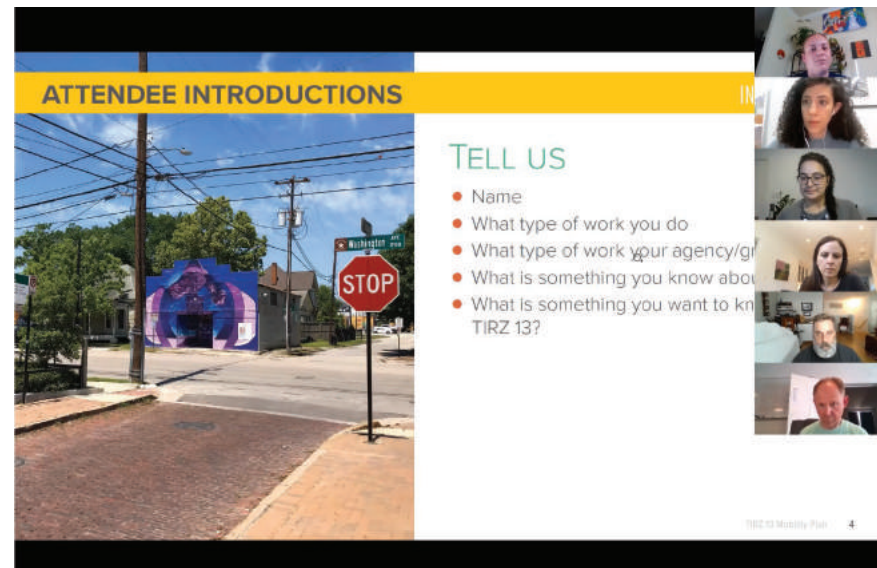 ATTENDEE INTRODUCTIONS
IN
TELL US
Name
What type of work you do
What type of work your agency/gr
What is something you know abou
What is something you want to kn
TIRZ 13?
Washington AVE
STOP
TIRZ 13 Mobility Plan 4